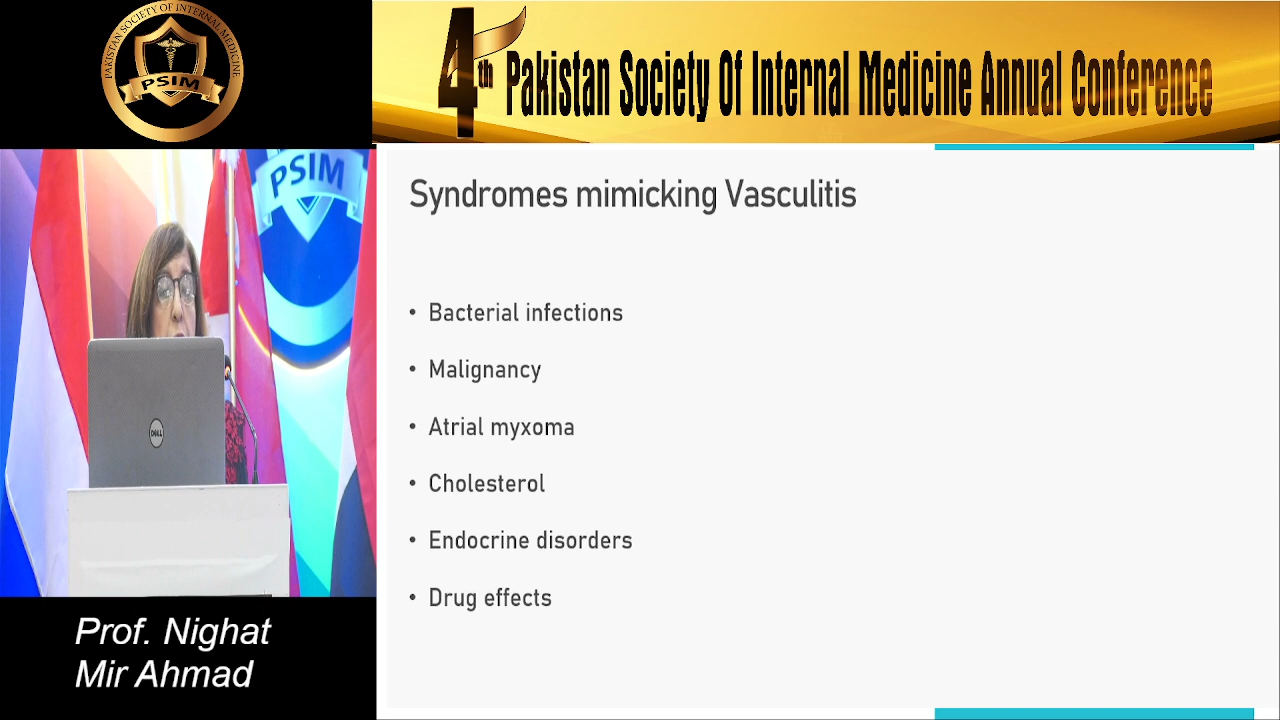 PAKISTAN SOCIETY OF INTERNAL MEDICINE
PSIM
4th Pakistan Society Of Internal Medicine Annual Conference
PSIM
DELL
Prof. Nighat
Mir Ahmad
Syndromes mimicking Vasculitis
• Bacterial infections
• Malignancy
• Atrial myxoma
• Cholesterol
• Endocrine disorders
• Drug effects